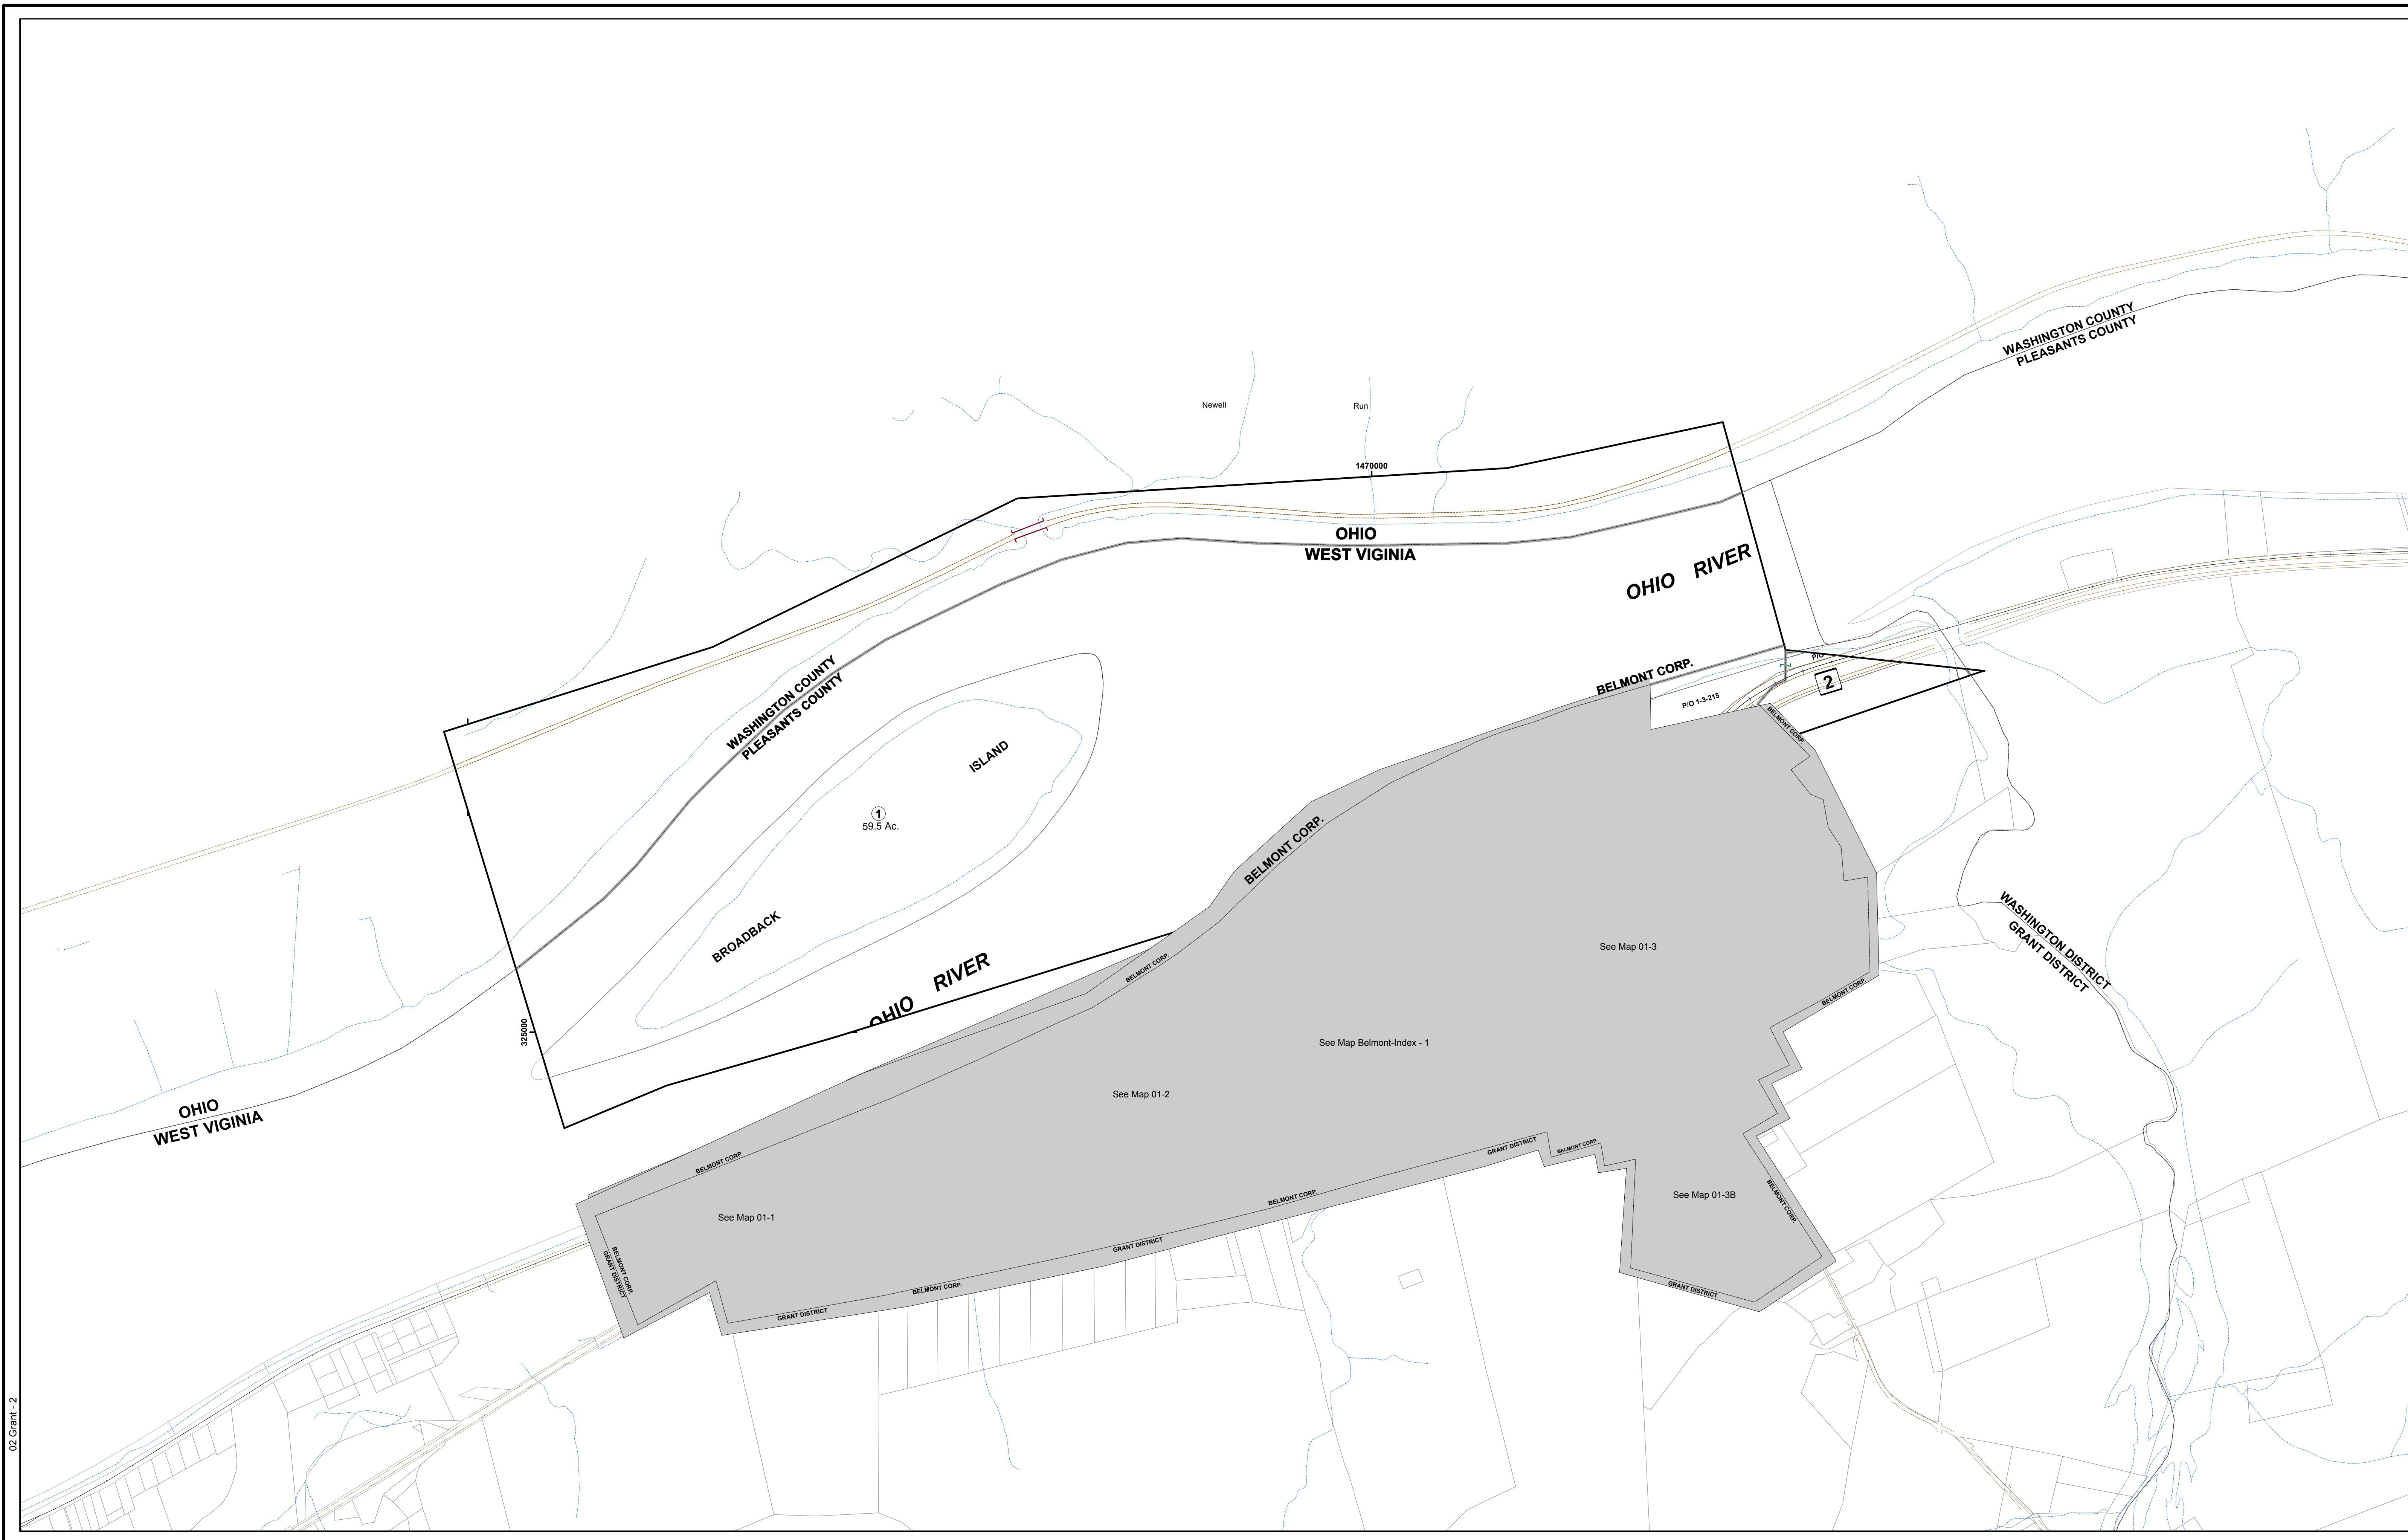 WASHINGTON COUNTY
PLEASANTS COUNTY
Newell Run
1470000
OHIO
WEST VIGINIA
OHIO RIVER
WASHINGTON COUNTY
PLEASANTS COUNTY
BELMONT CORP.
P/O
2
P/O 1-3-215
BELMONT CORP.
ISLAND
1
59.5 Ac.
BROADBACK
BELMONT CORP.
OHIO RIVER
BELMONT CORP.
See Map 01-3
WASHINGTON DISTRICT
GRANT DISTRICT
BELMONT CORP.
325000
See Map Belmont-Index - 1
See Map 01-2
OHIO
WEST VIGINIA
BELMONT CORP.
GRANT DISTRICT
BELMONT CORP.
See Map 01-3B
BELMONT CORP.
BELMONT CORP.
See Map 01-1
GRANT DISTRICT
BELMONT CORP.
GRANT DISTRICT
BELMONT CORP.
GRANT DISTRICT
GRANT DISTRICT
02 Grant - 2